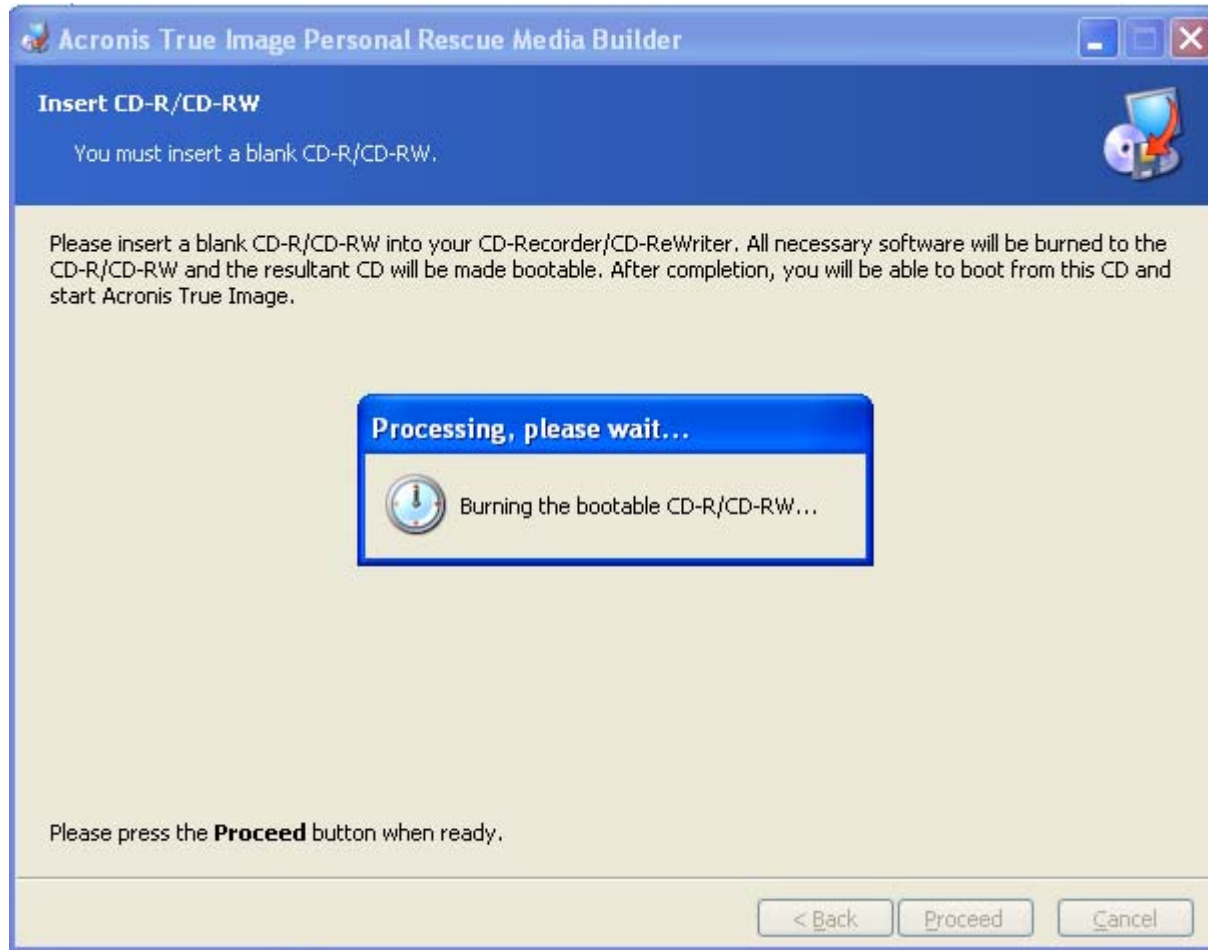 Acronis True Image Personal Rescue Media Builder
Insert CD-R/CD-RW
You must insert a blank CD-R/CD-RW.
Please insert a blank CD-R/CD-RW into your CD-Recorder/CD-ReWriter. All necessary software will be burned to the
CD-R/CD-RW and the resultant CD will be made bootable. After completion, you will be able to boot from this CD and
start Acronis True Image.
Processing, please wait...
Burning the bootable CD-R/CD-RW...
Please press the Proceed button when ready.
< Back Proceed Cancel